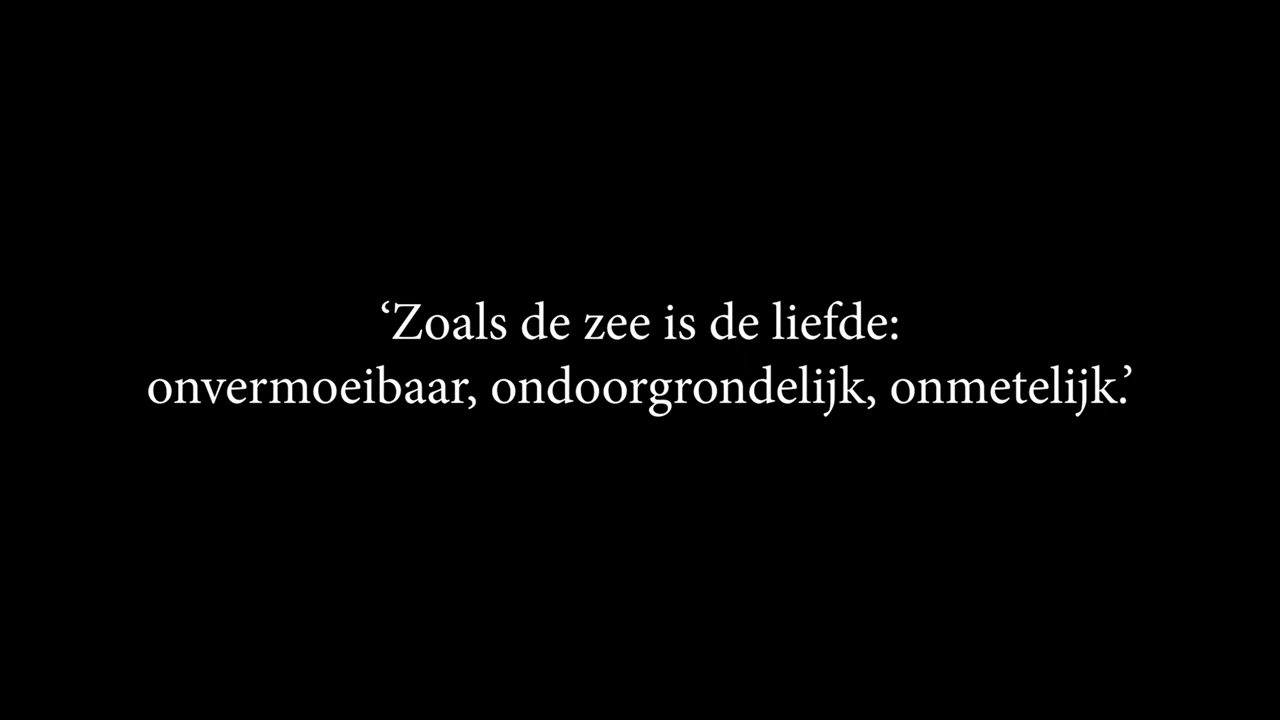 ‘Zoals de zee is de liefde:
onvermoeibaar, ondoorgrondelijk, onmetelijk.’